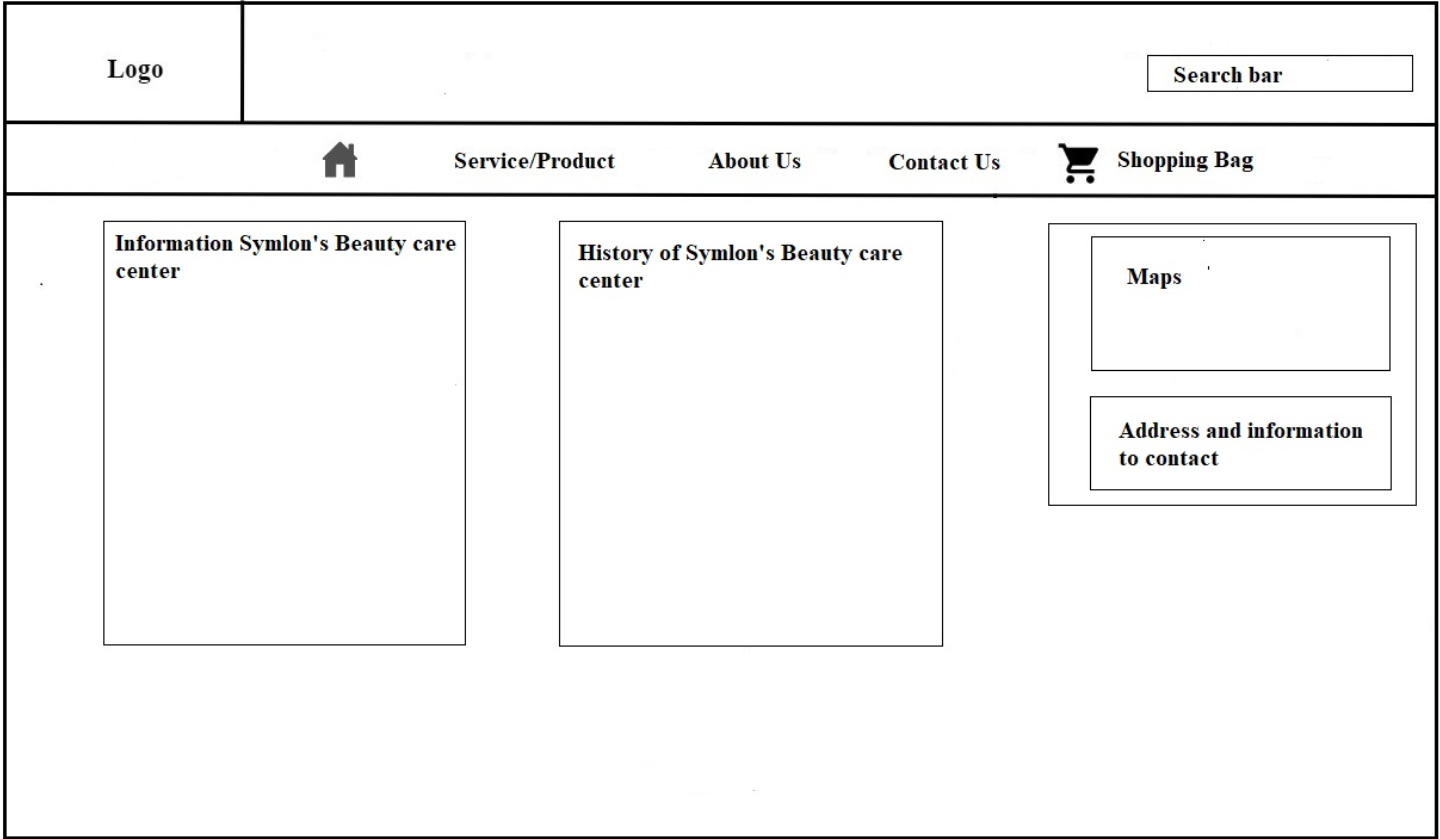 Logo
Search bar
Service/Product
About Us
Contact Us
Shopping Bag
Information Symlon's Beauty care
center
History of Symlon's Beauty care
center
Maps
Address and information
to contact